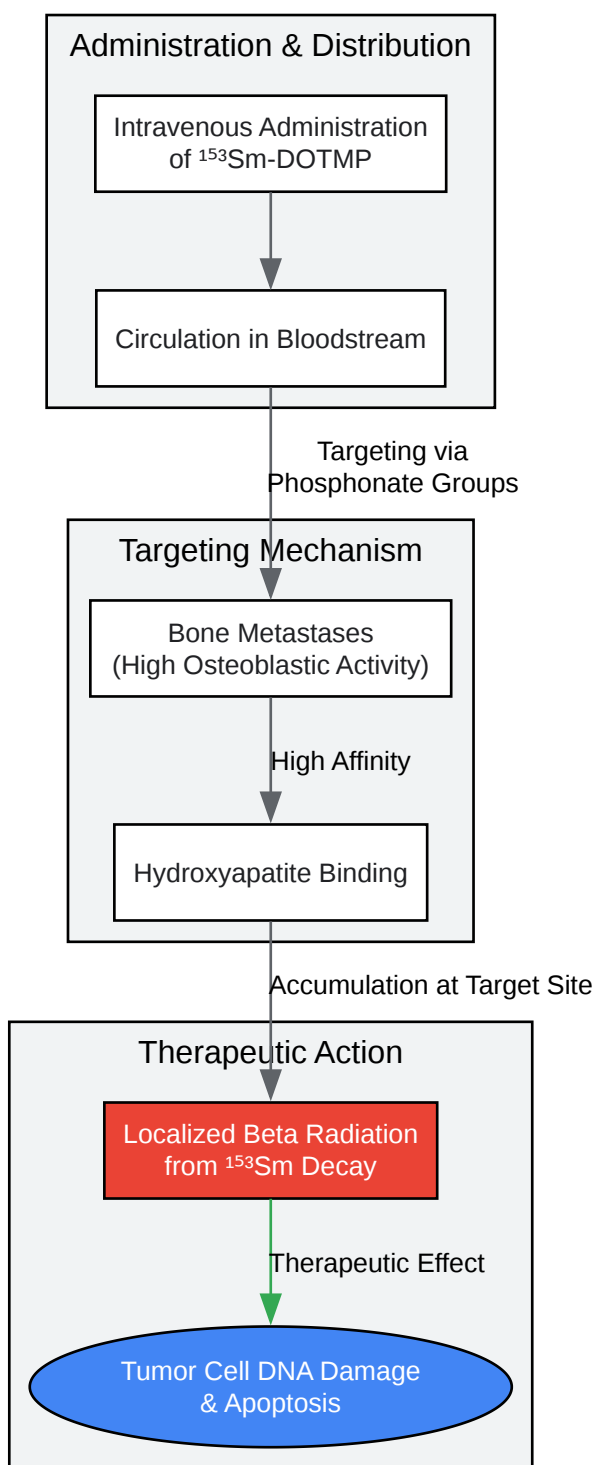 Administration & Distribution
Intravenous Administration
of ¹⁵³Sm-DOTMP
Circulation in Bloodstream
Targeting via
Phosphonate Groups
Targeting Mechanism
Bone Metastases
(High Osteoblastic Activity)
High Affinity
Hydroxyapatite Binding
Accumulation at Target Site
Therapeutic Action
Localized Beta Radiation
from ¹⁵³Sm Decay
Therapeutic Effect
Tumor Cell DNA Damage
& Apoptosis